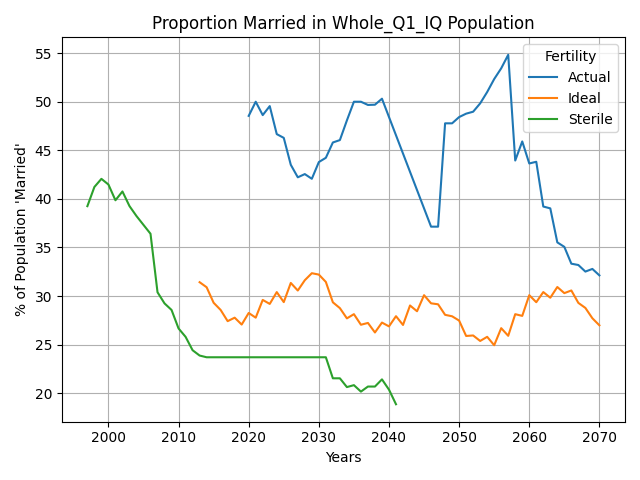 Proportion Married in Whole_Q1_IQ Population
Fertility
Actual
Ideal
Sterile
% of Population 'Married'
55
50
45
40
35
30
25
20
2000
2010
2020
2030
2040
2050
2060
2070
Years